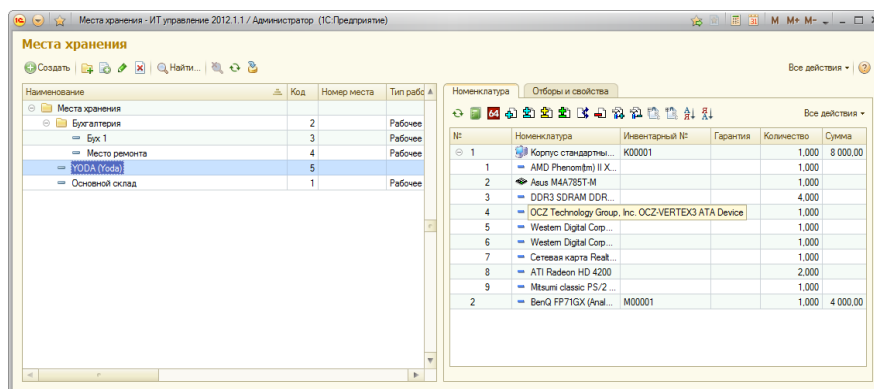 Места хранения - ИТ управление 2012.1.1 / Администратор (1С:Предприятие)
M M+ M-
Места хранения
Создать Найти... Все действия
Наименование Код Номер места Тип рабо
Места хранения
Бухгалтерия 2 Рабочее
Бух 1 3 Рабочее
Место ремонта 4 Рабочее
YODA (Yoda) 5
Основной склад 1 Рабочее
Номенклатура Отборы и свойства
64 Все действия
№ Номенклатура Инвентарный № Гарантия Количество Сумма
1 Корпус стандартны... К00001 1,000 8 000,00
1 AMD Phenom(tm) II X... 1,000
2 Asus M4A785T-M 1,000
3 DDR3 SDRAM DDR... 4,000
4 OCZ Technology Group, Inc. OCZ-VERTEX3 ATA Device 1,000
5 Western Digital Corp... 1,000
6 Western Digital Corp... 1,000
7 Сетевая карта Realt... 1,000
8 ATI Radeon HD 4200 2,000
9 Mitsumi classic PS/2 ... 1,000
2 BenQ FP71GX (Anal... M00001 1,000 4 000,00